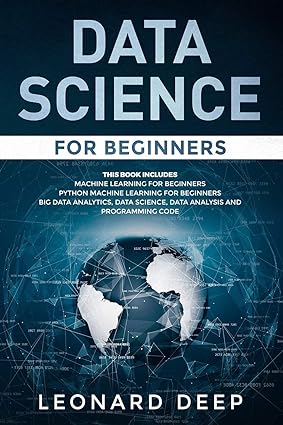 DATA
SCIENCE
FOR BEGINNERS
THIS BOOK INCLUDES
MACHINE LEARNING FOR BEGINNERS
PYTHON MACHINE LEARNING FOR BEGINNERS
BIG DATA ANALYTICS, DATA SCIENCE, DATA ANALYSIS AND
PROGRAMMING CODE
LEONARD DEEP